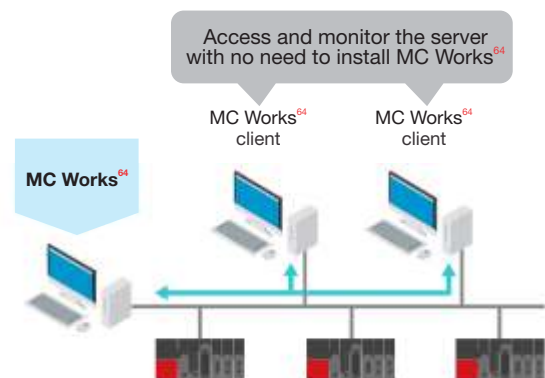 Access and monitor the server
with no need to install MC Works64
MC Works64
client
MC Works64
client
MC Works64